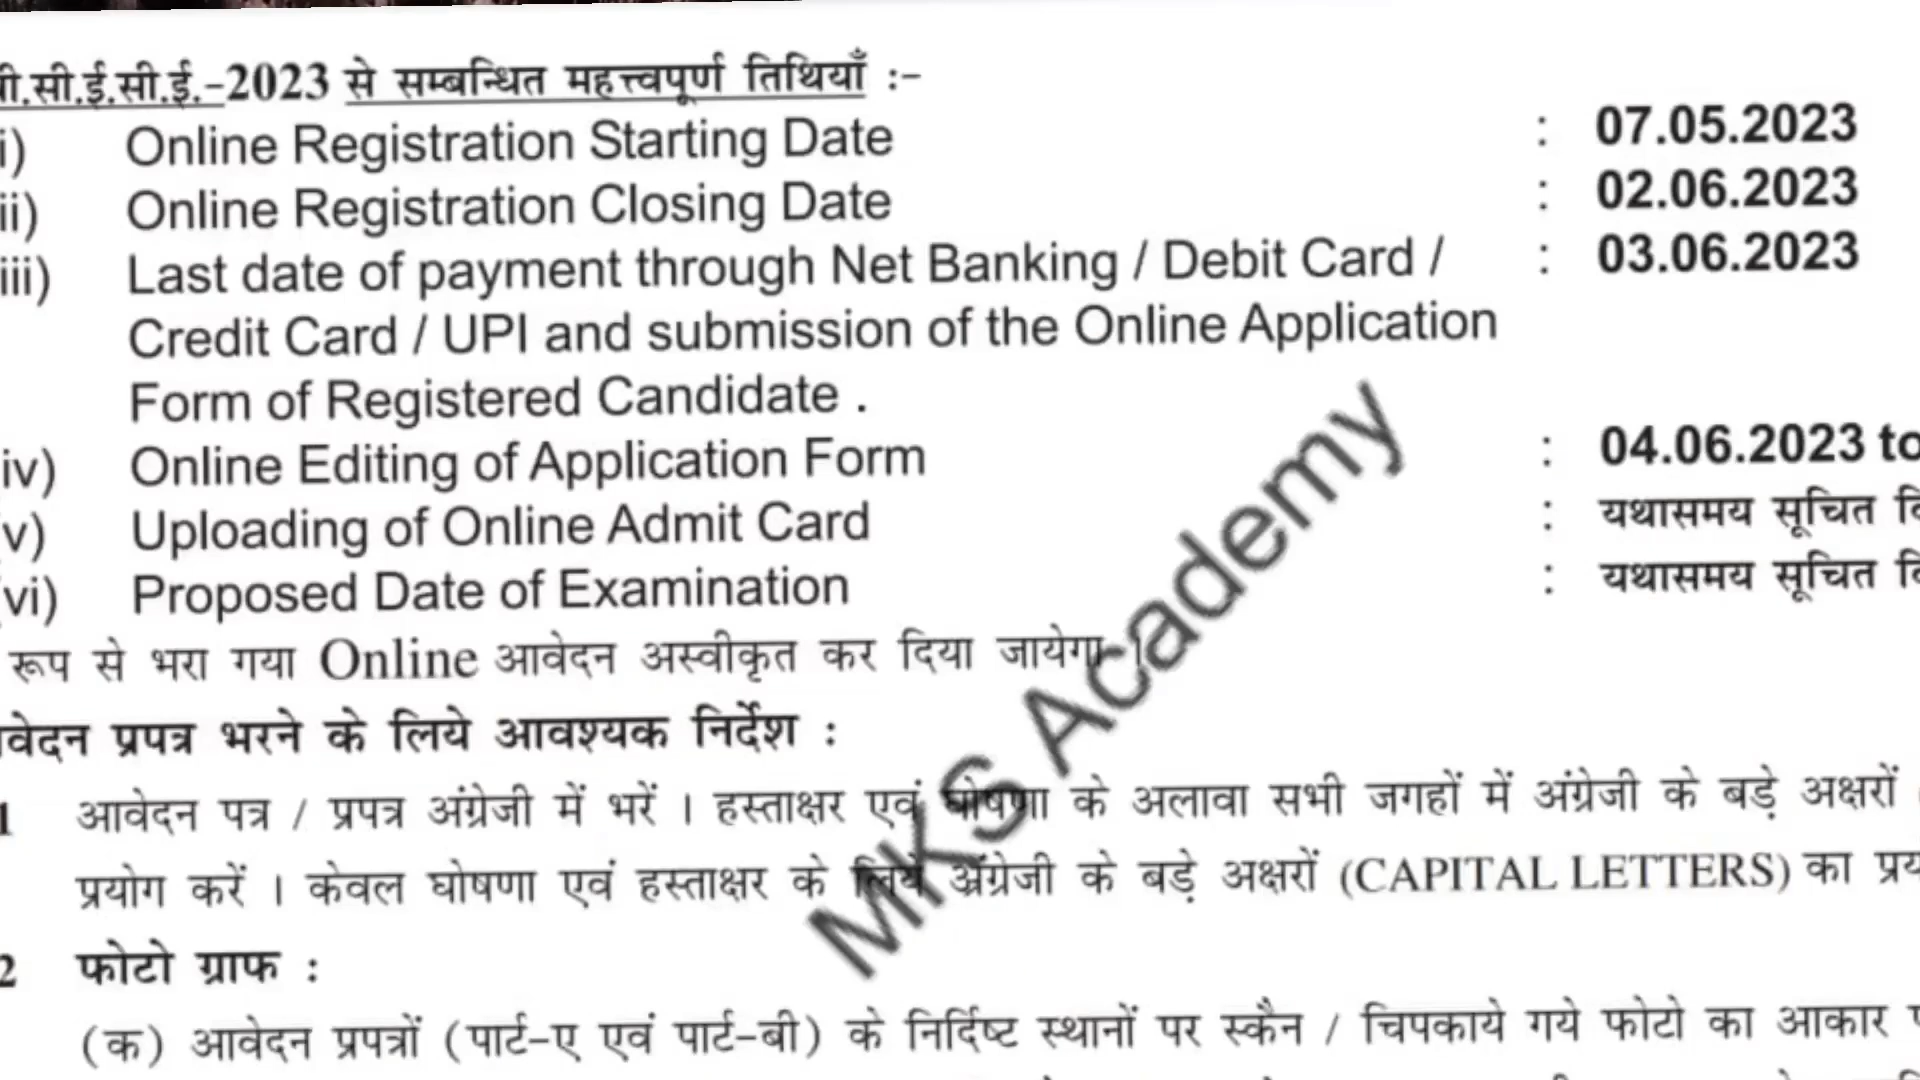 .सी.ई.सी.ई.-2023 से सम्बन्धित महत्त्वपूर्ण तिथियाँ :-
i) Online Registration Starting Date : 07.05.2023
ii) Online Registration Closing Date : 02.06.2023
iii) Last date of payment through Net Banking / Debit Card / : 03.06.2023
Credit Card / UPI and submission of the Online Application
Form of Registered Candidate .
iv) Online Editing of Application Form : 04.06.2023 to
v) Uploading of Online Admit Card : यथासमय सूचित
vi) Proposed Date of Examination : यथासमय सूचित
रूप से भरा गया Online आवेदन अस्वीकृत कर दिया जायेगा ।
वेदन प्रपत्र भरने के लिये आवश्यक निर्देश :
1 आवेदन पत्र / प्रपत्र अंग्रेजी में भरें । हस्ताक्षर एवं घोषणा के अलावा सभी जगहों में अंग्रेजी के बड़े अक्षरों
प्रयोग करें । केवल घोषणा एवं हस्ताक्षर के लिये अंग्रेजी के बड़े अक्षरों (CAPITAL LETTERS) का
2 फोटो ग्राफ :
(क) आवेदन प्रपत्रों (पार्ट-ए एवं पार्ट-बी) के निर्दिष्ट स्थानों पर स्कैन / चिपकाये गये फोटो का आकार
MKS Academy